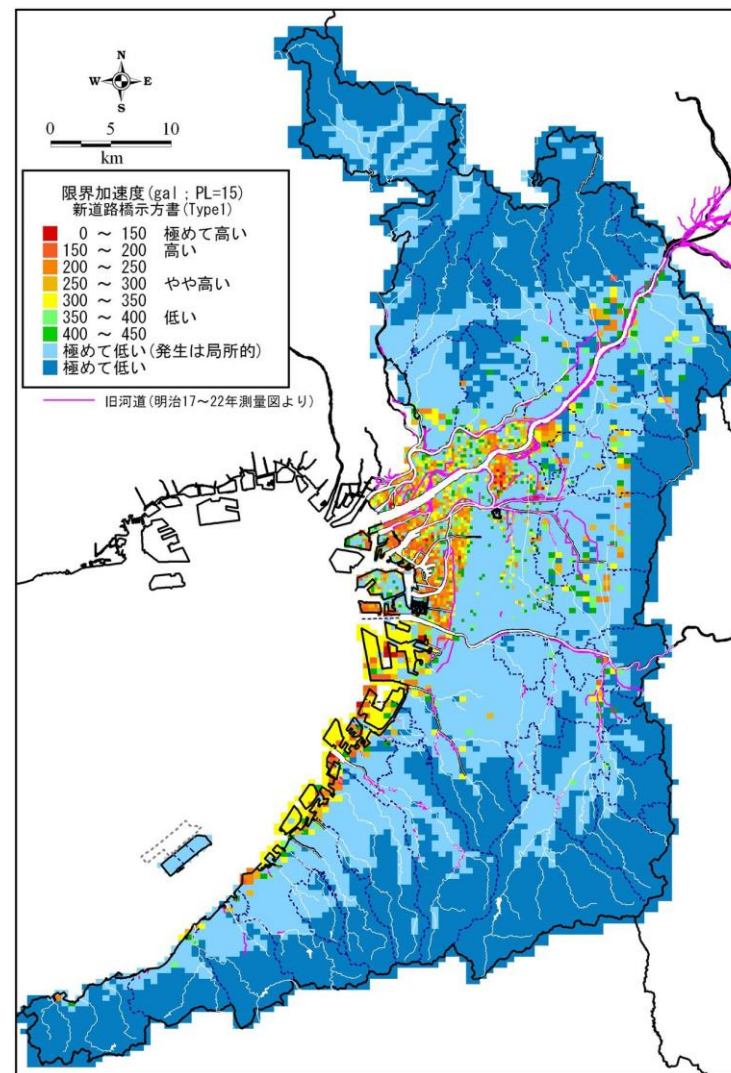 N
W E
S
0 5 10
km
限界加速度(gal ; PL=15)
新道路橋示方書(Type1)
0 ～ 150 極めて高い
150 ～ 200 高い
200 ～ 250
250 ～ 300 やや高い
300 ～ 350
350 ～ 400 低い
400 ～ 450
極めて低い(発生は局所的)
極めて低い
旧河道(明治17～22年測量図より)